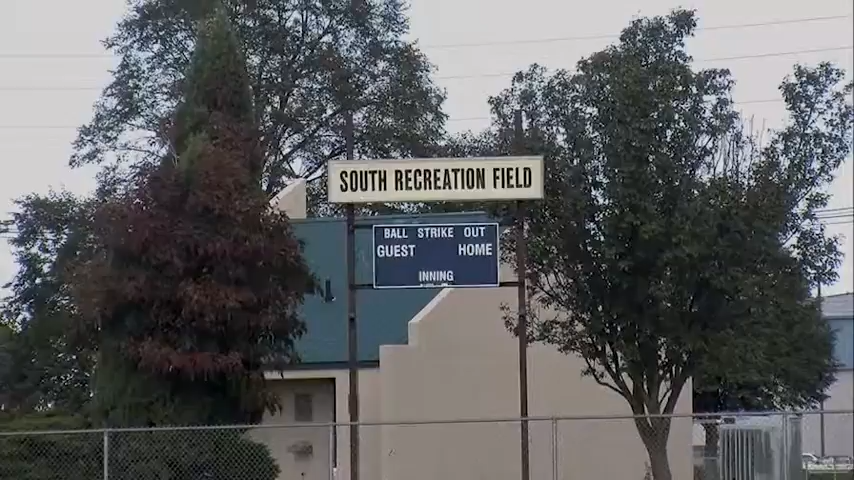 SOUTH RECREATION FIELD
BALL STRIKE OUT
GUEST HOME
INNING